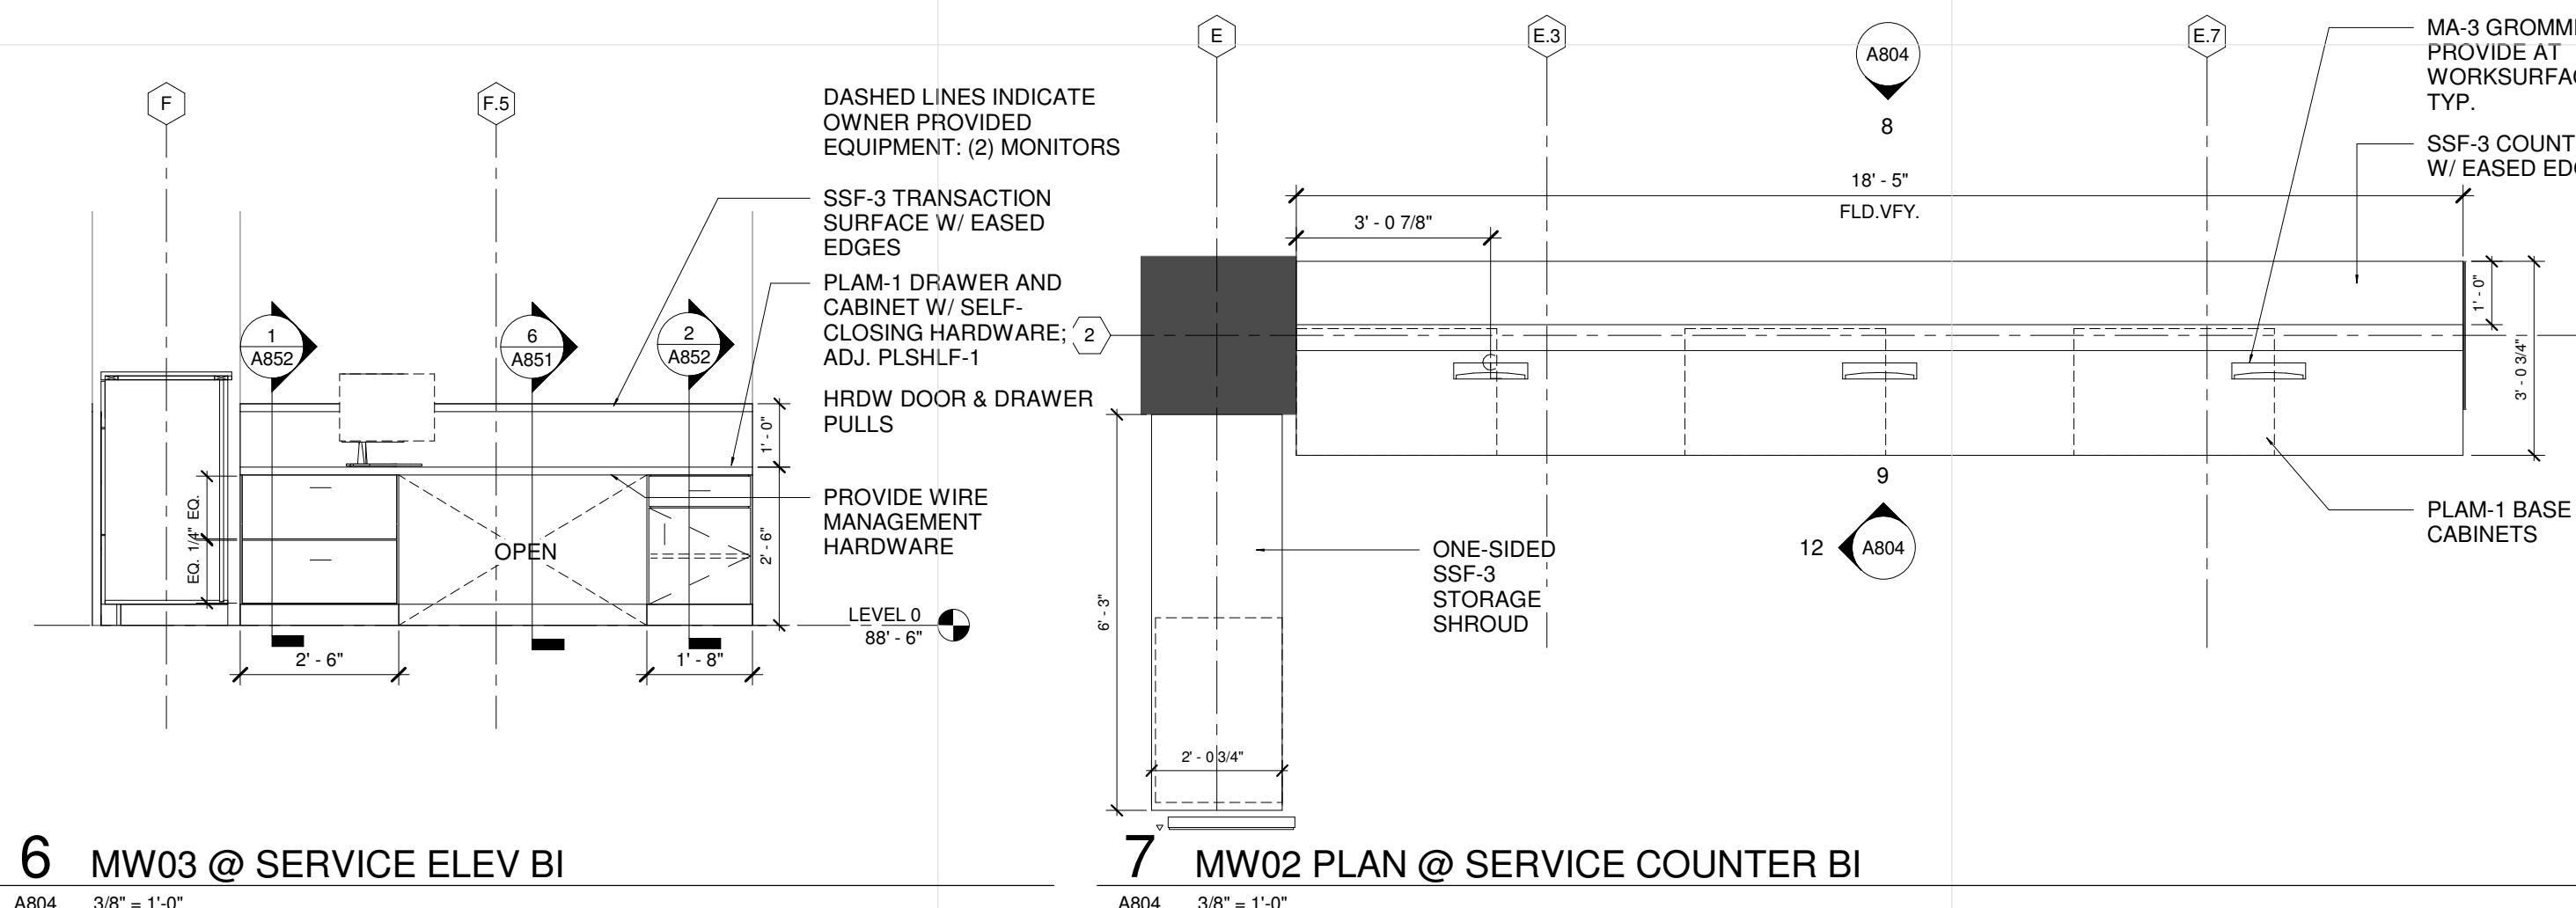 F
F.5
DASHED LINES INDICATE
OWNER PROVIDED
EQUIPMENT: (2) MONITORS
SSF-3 TRANSACTION
SURFACE W/ EASED
EDGES
PLAM-1 DRAWER AND
CABINET W/ SELF-
CLOSING HARDWARE;
ADJ. PLSHLF-1
HRDW DOOR & DRAWER
PULLS
PROVIDE WIRE
MANAGEMENT
HARDWARE
1
A852
6
A851
2
A852
1' - 0"
2' - 6"
EQ. 1/4" EQ.
OPEN
LEVEL 0
88' - 6"
2' - 6"
1' - 8"
6 MW03 @ SERVICE ELEV BI
A804 3/8" = 1'-0"
E
E.3
A804
8
E.7
MA-3 GROMM
PROVIDE AT
WORKSURFAC
TYP.
SSF-3 COUNT
W/ EASED ED
18' - 5"
FLD.VFY.
3' - 0 7/8"
1' - 0"
3' - 0 3/4"
2
9
12 A804
PLAM-1 BASE
CABINETS
ONE-SIDED
SSF-3
STORAGE
SHROUD
6' - 3"
2' - 0 3/4"
7 MW02 PLAN @ SERVICE COUNTER BI
A804 3/8" = 1'-0"